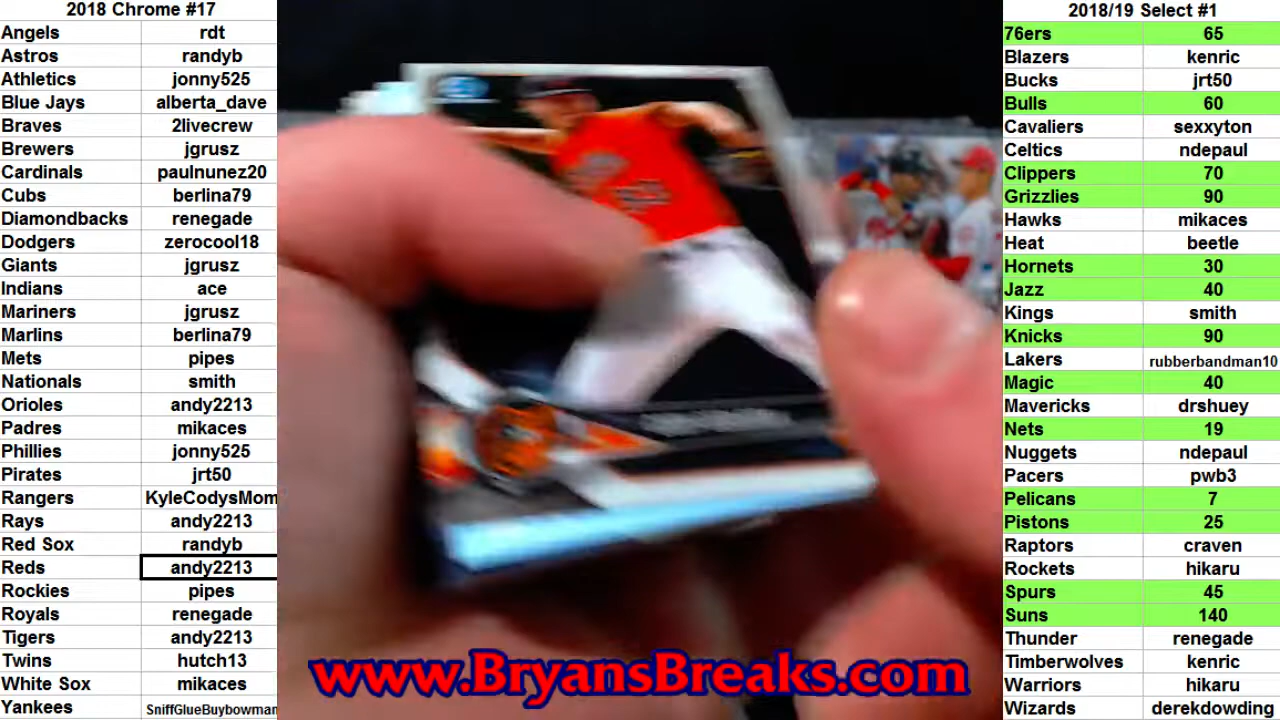 2018 Chrome #17
Angels rdt
Astros randyb
Athletics jonny525
Blue Jays alberta_dave
Braves 2livecrew
Brewers jgrusz
Cardinals paulnunez20
Cubs berlina79
Diamondbacks renegade
Dodgers zerocool18
Giants jgrusz
Indians ace
Mariners jgrusz
Marlins berlina79
Mets pipes
Nationals smith
Orioles andy2213
Padres mikaces
Phillies jonny525
Pirates jrt50
Rangers KyleCodysMom
Rays andy2213
Red Sox randyb
Reds andy2213
Rockies pipes
Royals renegade
Tigers andy2213
Twins hutch13
White Sox mikaces
Yankees SniffGlueBuybowman
www.BryansBreaks.com
2018/19 Select #1
76ers 65
Blazers kenric
Bucks jrt50
Bulls 60
Cavaliers sexxyton
Celtics ndepaul
Clippers 70
Grizzlies 90
Hawks mikaces
Heat beetle
Hornets 30
Jazz 40
Kings smith
Knicks 90
Lakers rubberbandman10
Magic 40
Mavericks drshuey
Nets 19
Nuggets ndepaul
Pacers pwb3
Pelicans 7
Pistons 25
Raptors craven
Rockets hikaru
Spurs 45
Suns 140
Thunder renegade
Timberwolves kenric
Warriors hikaru
Wizards derekdowding